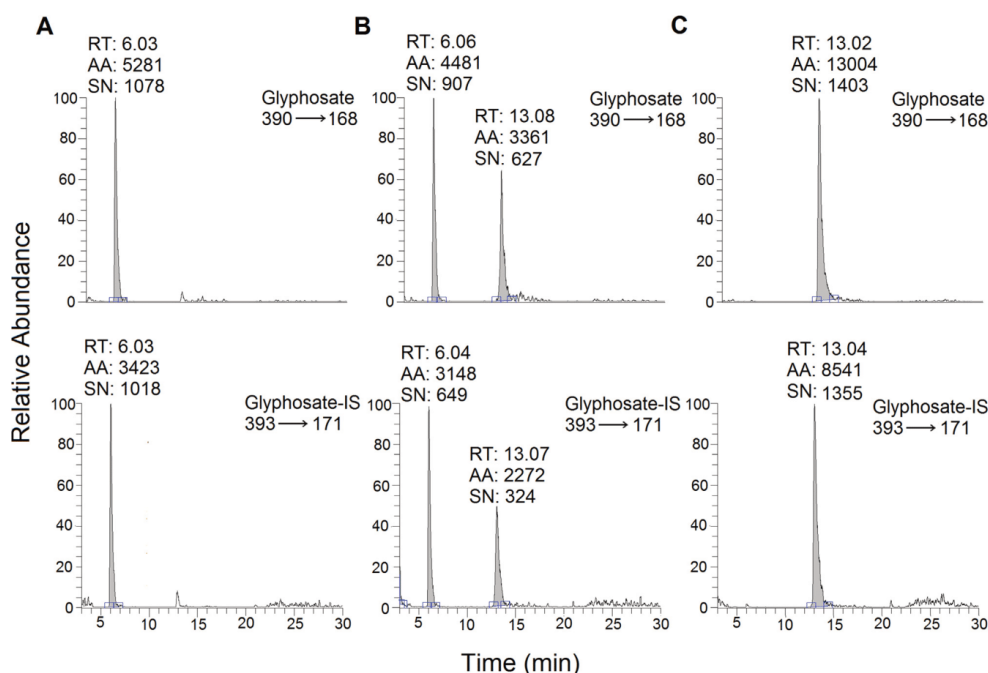 A
RT: 6.03
AA: 5281
SN: 1078
Glyphosate
390 → 168
100
80
60
40
20
0
B
RT: 6.06
AA: 4481
SN: 907
RT: 13.08
AA: 3361
SN: 627
Glyphosate
390 → 168
100
80
60
40
20
0
C
RT: 13.02
AA: 13004
SN: 1403
Glyphosate
390 → 168
100
80
60
40
20
0
Relative Abundance
RT: 6.03
AA: 3423
SN: 1018
Glyphosate-IS
393 → 171
100
80
60
40
20
0
5 10 15 20 25 30
RT: 6.04
AA: 3148
SN: 649
RT: 13.07
AA: 2272
SN: 324
Glyphosate-IS
393 → 171
100
80
60
40
20
0
5 10 15 20 25 30
RT: 13.04
AA: 8541
SN: 1355
Glyphosate-IS
393 → 171
100
80
60
40
20
0
5 10 15 20 25 30
Time (min)